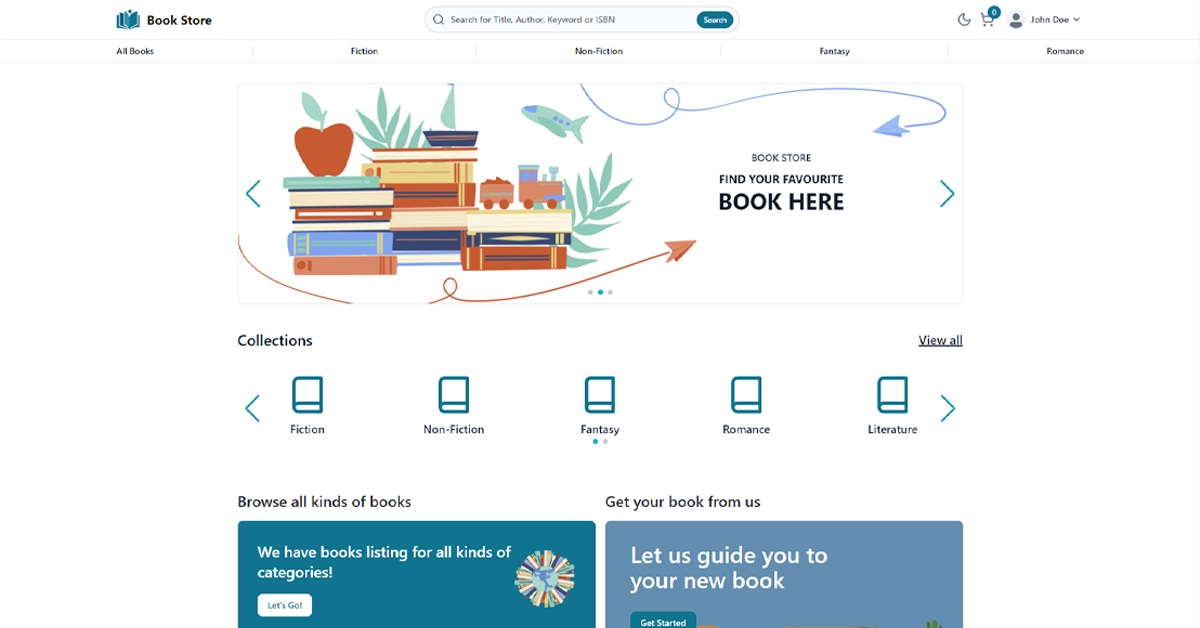 Book Store
Search for Title, Author, Keyword or ISBN
Search
0
John Doe
All Books
Fiction
Non-Fiction
Fantasy
Romance
BOOK STORE
FIND YOUR FAVOURITE
BOOK HERE
Collections
View all
Fiction
Non-Fiction
Fantasy
Romance
Literature
Browse all kinds of books
Get your book from us
We have books listing for all kinds of
categories!
Let's Go!
Let us guide you to
your new book
Get Started